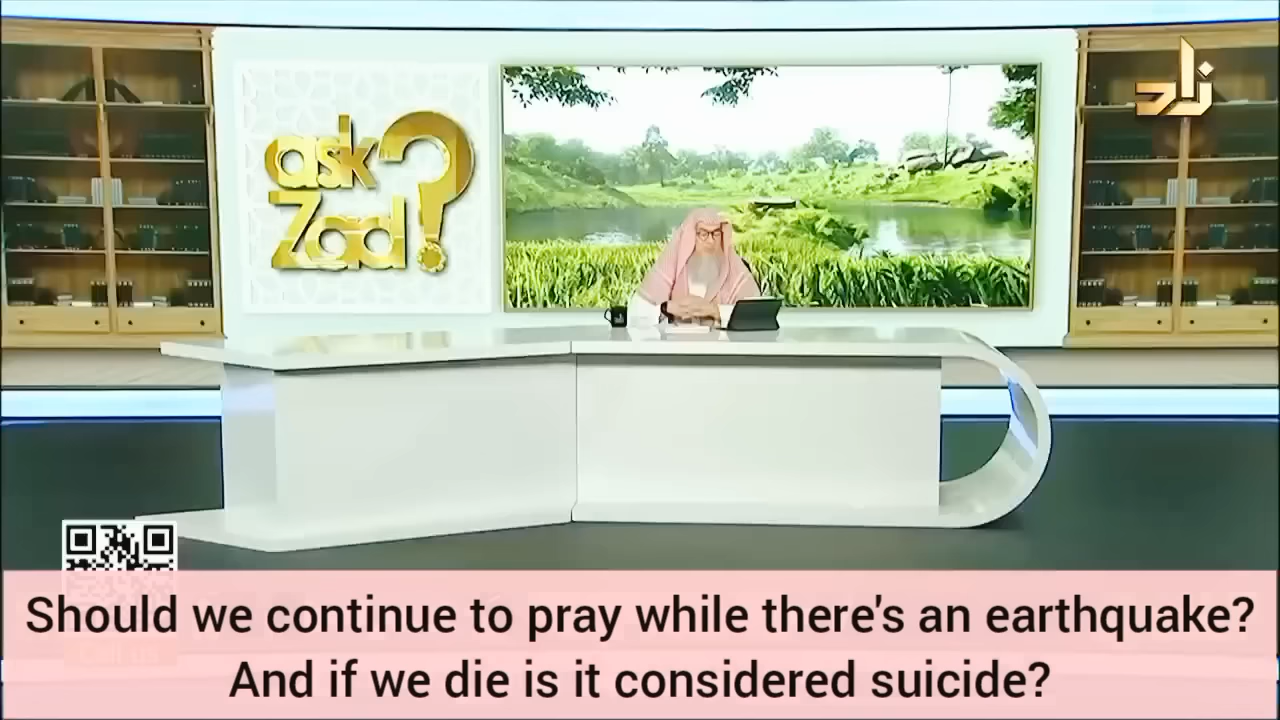 ask
Zad
?
زاد
Should we continue to pray while there's an earthquake?
And if we die is it considered suicide?